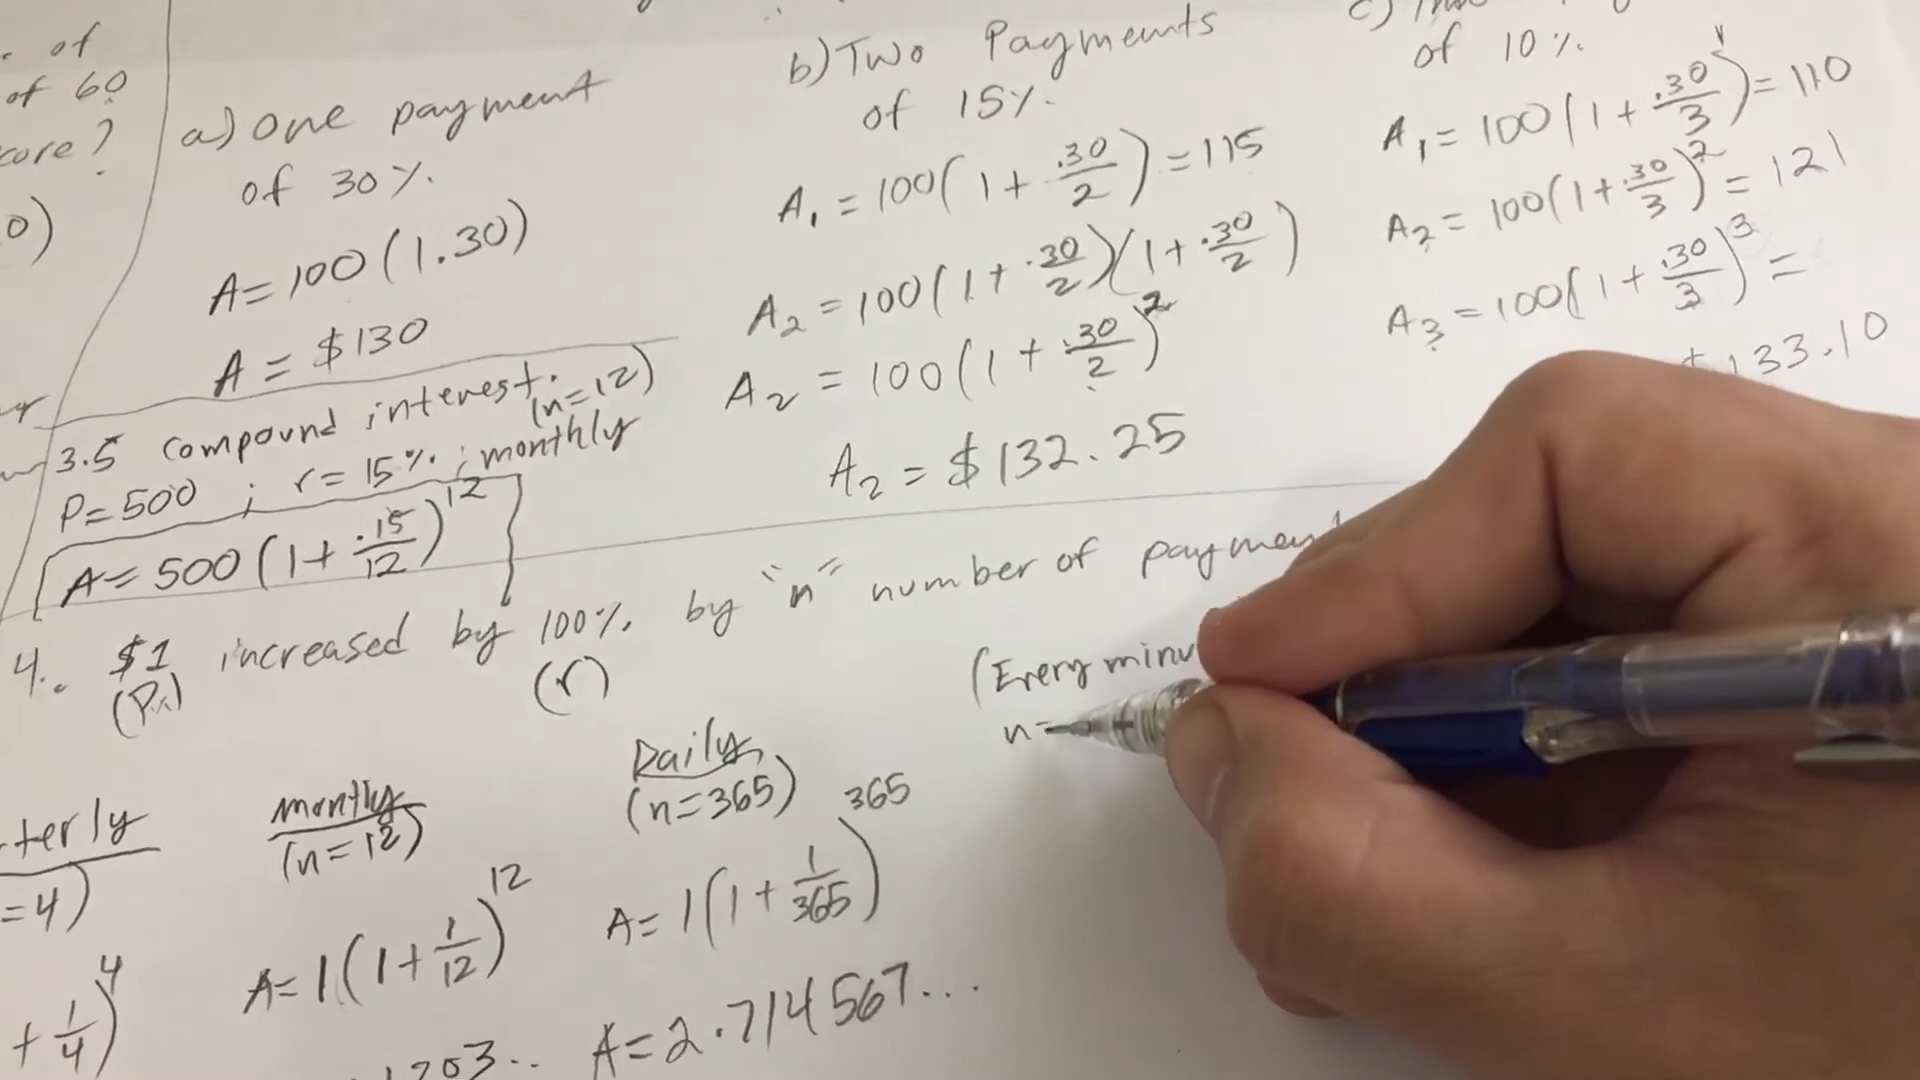 . of
of 60
core?
0)
a) one payment
of 30%.
A=100(1.30)
A = $130
b) Two Payments
of 15%.
A₁ = 100(1 + .30/2) = 115
A₂ = 100(1 + .30/2)(1 + .30/2)
A₂ = 100(1 + .30/2)²
A₂ = $132.25
c)
of 10%.
A₁ = 100(1 + .30/3) = 110
A₂ = 100(1 + .30/3)² = 121
A₃ = 100(1 + .30/3)³ =
133.10
3.5 compound interest.
(n=12)
P=500 ; r=15%. ; monthly
A= 500(1 + .15/12)¹²
4. $1 increased by 100%. by "n" number of paymen
(P) (r)
(Every minu
n=
terly
=4)
+ 1/4)⁴
montly
(n=12)
A= 1(1 + 1/12)¹²
203..
Daily
(n=365)
A= 1(1 + 1/365)³⁶⁵
A=2.714567...